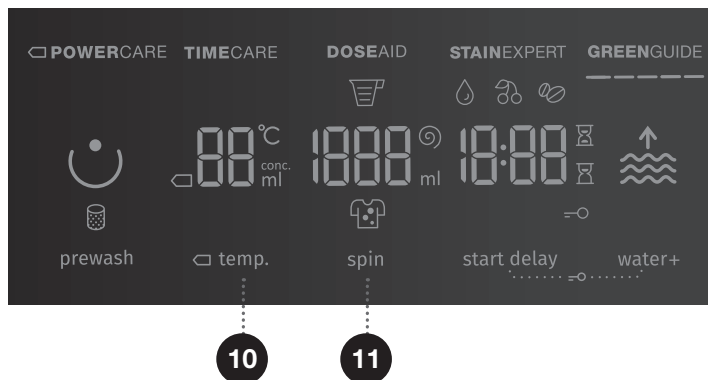 POWERCARE TIMECARE DOSEAID STAINEXPERT GREENGUIDE
88 °C 1888 18:88
conc.
ml ml
prewash temp. spin start delay water+
10 11